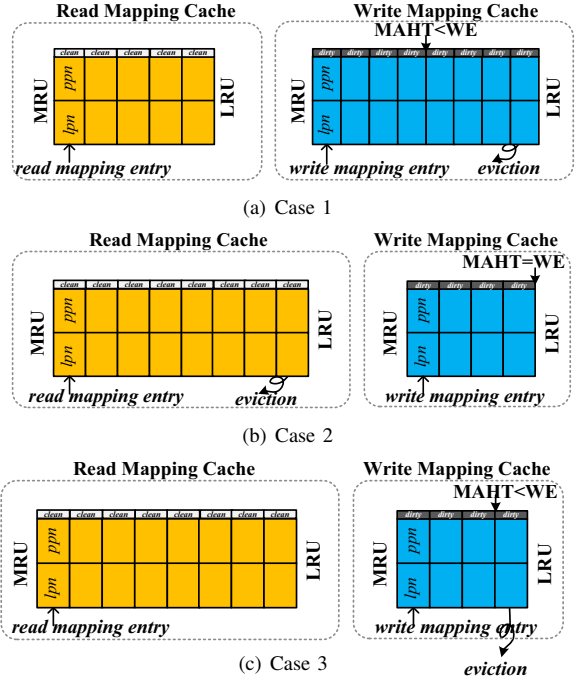 Read Mapping Cache Write Mapping Cache
MAHT<WE
clean clean clean clean clean dirty dirty dirty dirty dirty dirty dirty dirty
MRU ppn LRU MRU ppn LRU
lpn lpn
read mapping entry write mapping entry eviction
(a) Case 1
Read Mapping Cache Write Mapping Cache
MAHT=WE
clean clean clean clean clean clean clean clean dirty dirty dirty dirty
MRU ppn LRU MRU ppn LRU
lpn lpn
read mapping entry eviction write mapping entry
(b) Case 2
Read Mapping Cache Write Mapping Cache
MAHT<WE
clean clean clean clean clean clean clean clean dirty dirty dirty dirty
MRU ppn LRU MRU ppn LRU
lpn lpn
read mapping entry write mapping entry
(c) Case 3
eviction